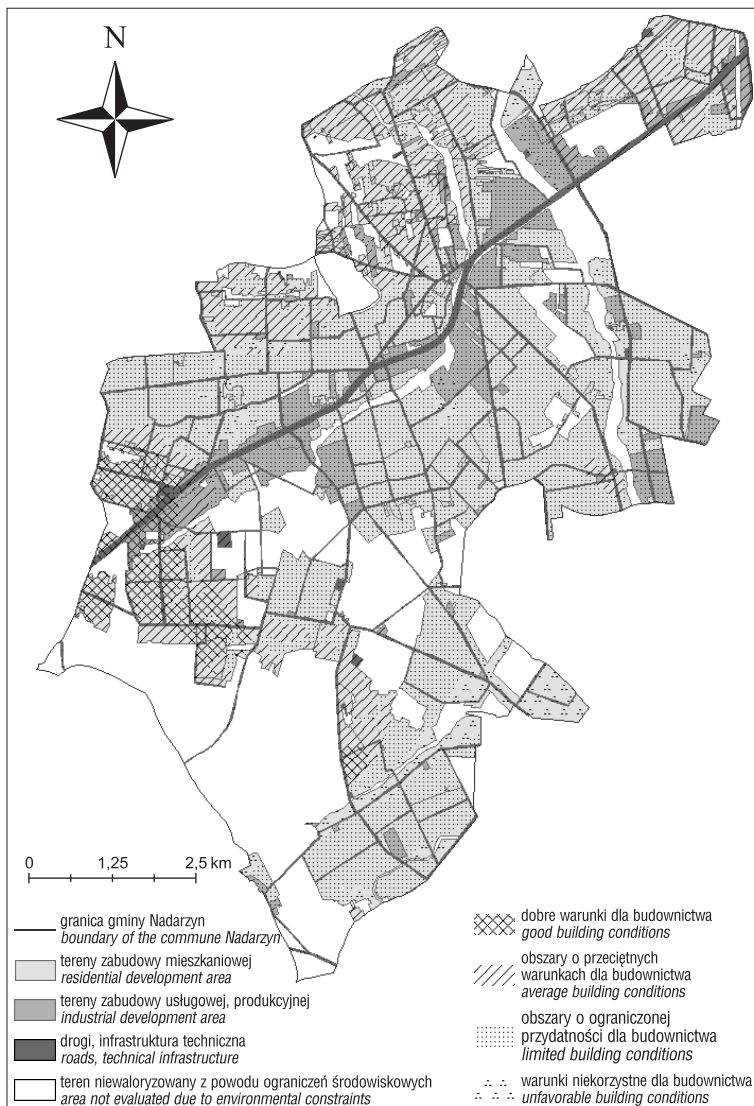 N
0 1,25 2,5 km
granica gminy Nadarzyn
boundary of the commune Nadarzyn
tereny zabudowy mieszkaniowej
residential development area
tereny zabudowy usługowej, produkcyjnej
industrial development area
drogi, infrastruktura techniczna
roads, technical infrastructure
teren niewaloryzowany z powodu ograniczeń środowiskowych
area not evaluated due to environmental constraints
dobre warunki dla budownictwa
good building conditions
obszary o przeciętnych
warunkach dla budownictwa
average building conditions
obszary o ograniczonej
przydatności dla budownictwa
limited building conditions
warunki niekorzystne dla budownictwa
unfavorable building conditions